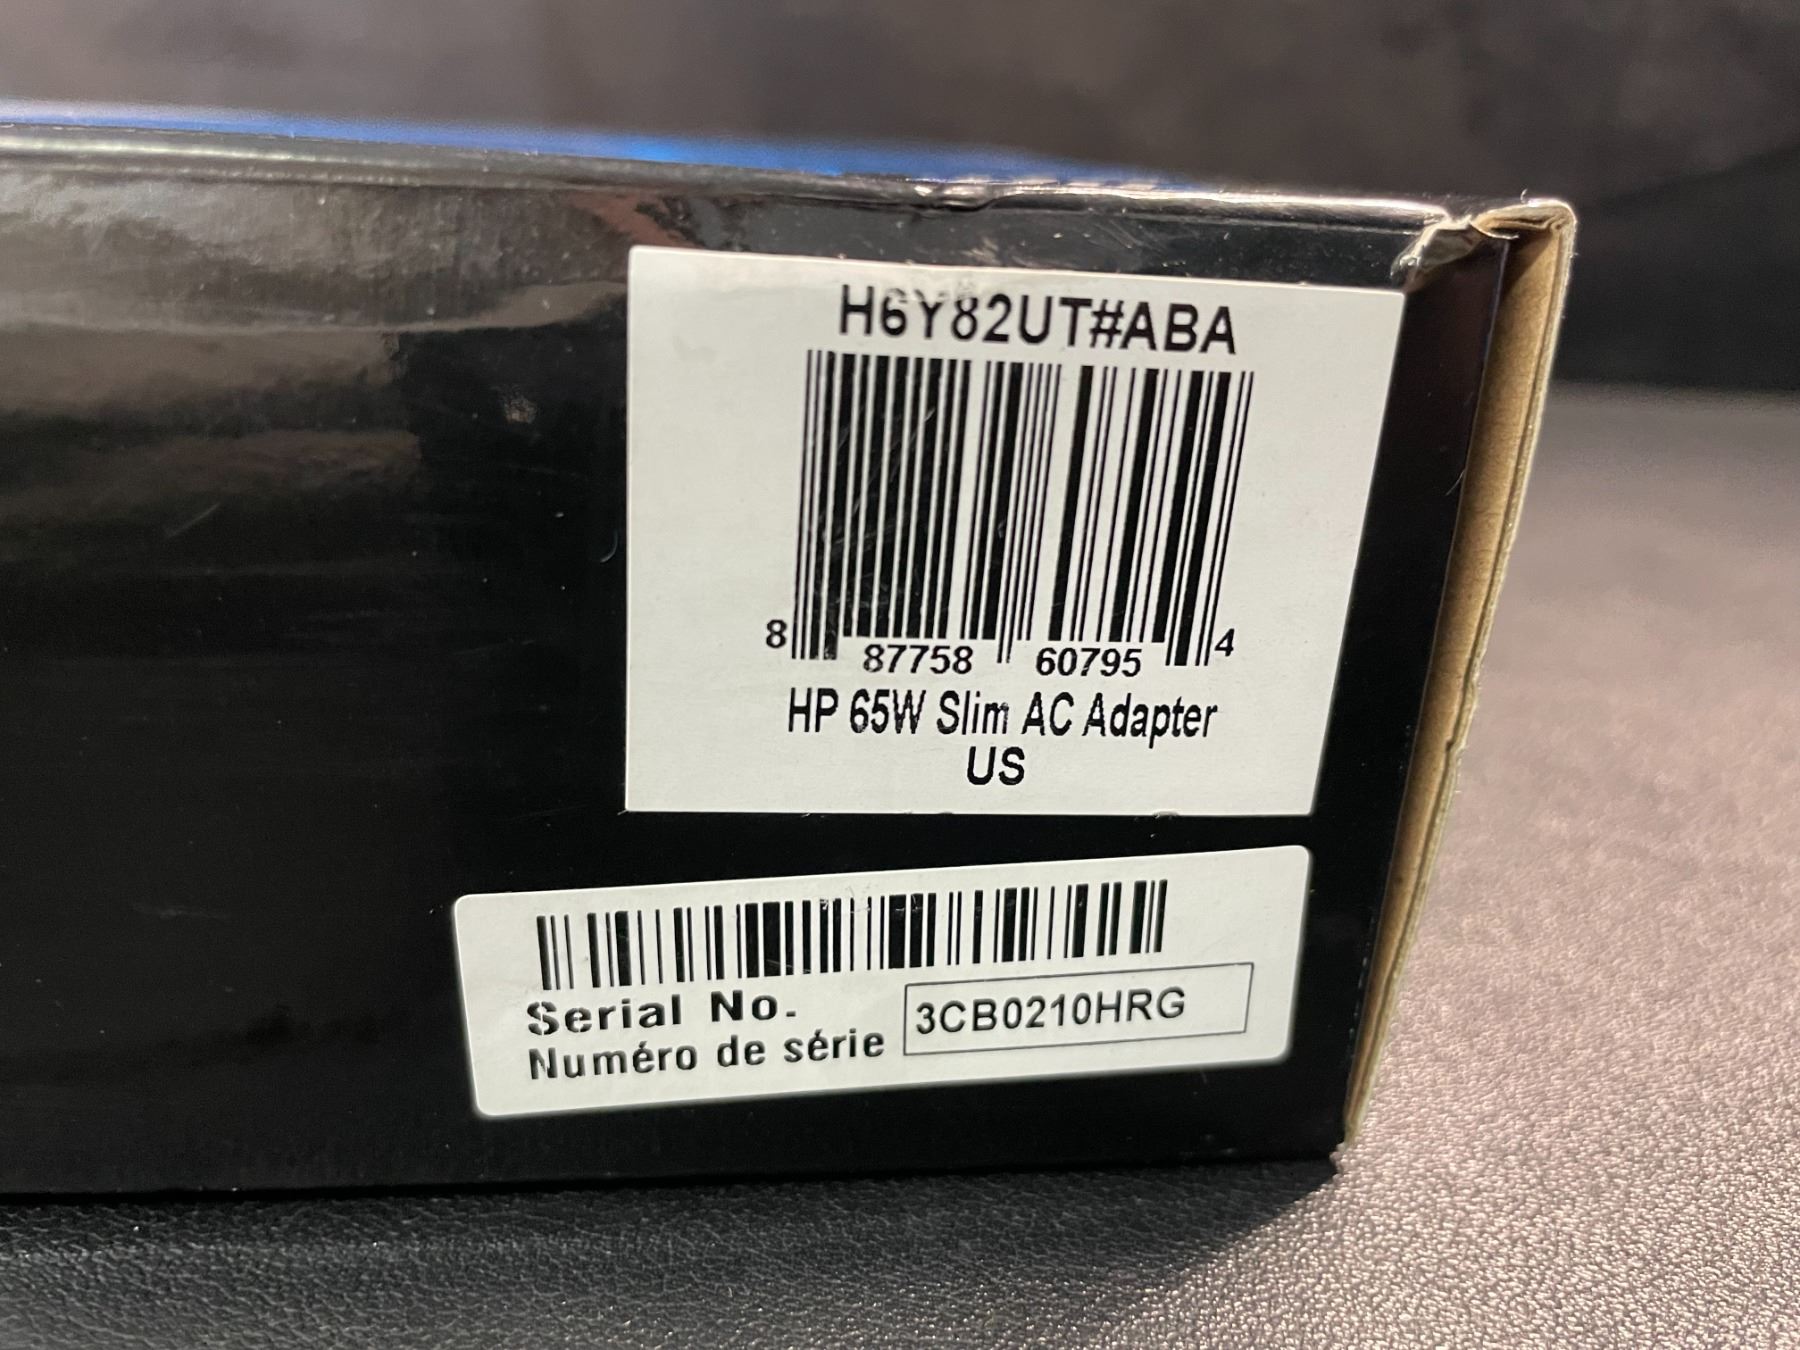 H6Y82UT#ABA
8 87758 60795 4
HP 65W Slim AC Adapter
US
Serial No.
Numéro de série
3CB0210HRG